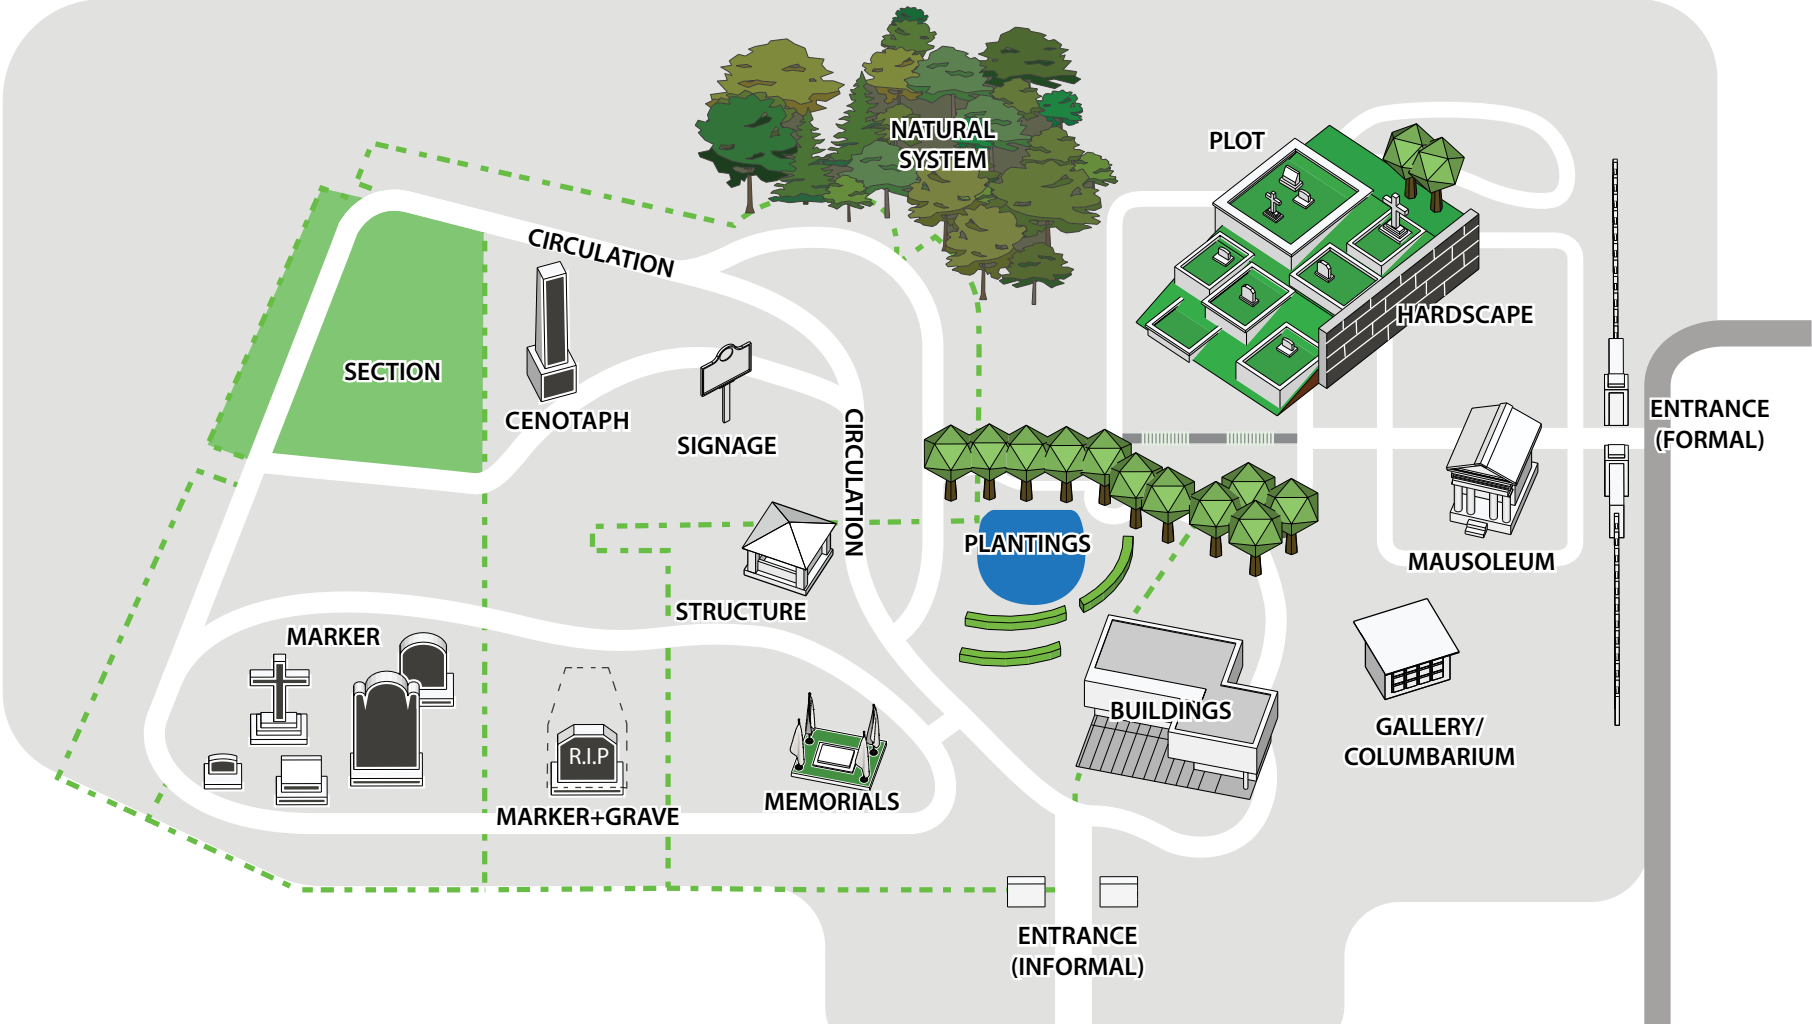 NATURAL
SYSTEM
PLOT
CIRCULATION
HARDSCAPE
SECTION
CENOTAPH
SIGNAGE
CIRCULATION
ENTRANCE
(FORMAL)
PLANTINGS
MAUSOLEUM
STRUCTURE
MARKER
BUILDINGS
GALLERY/
COLUMBARIUM
R.I.P
MARKER+GRAVE
MEMORIALS
ENTRANCE
(INFORMAL)